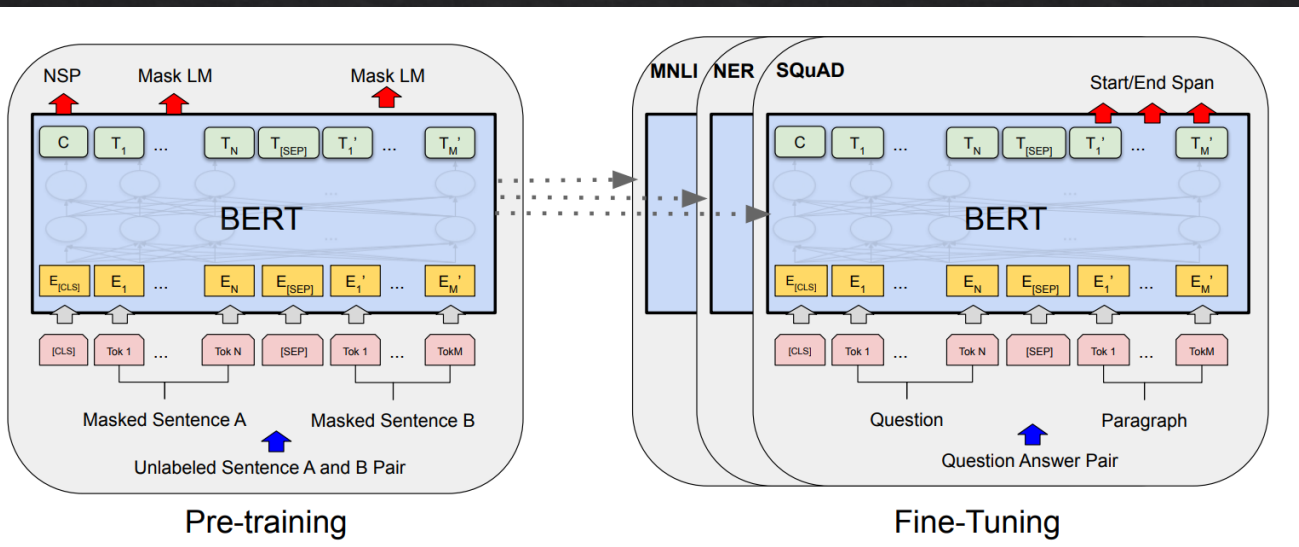 NSP Mask LM Mask LM
C T1 ... TN T[SEP] T1' ... TM'
...
BERT
...
E[CLS] E1 ... EN E[SEP] E1' ... EM'
[CLS] Tok 1 ... Tok N [SEP] Tok 1 ... TokM
Masked Sentence A Masked Sentence B
Unlabeled Sentence A and B Pair
Pre-training
MNLI NER SQuAD
Start/End Span
C T1 ... TN T[SEP] T1' ... TM'
...
BERT
...
E[CLS] E1 ... EN E[SEP] E1' ... EM'
[CLS] Tok 1 ... Tok N [SEP] Tok 1 ... TokM
Question Paragraph
Question Answer Pair
Fine-Tuning